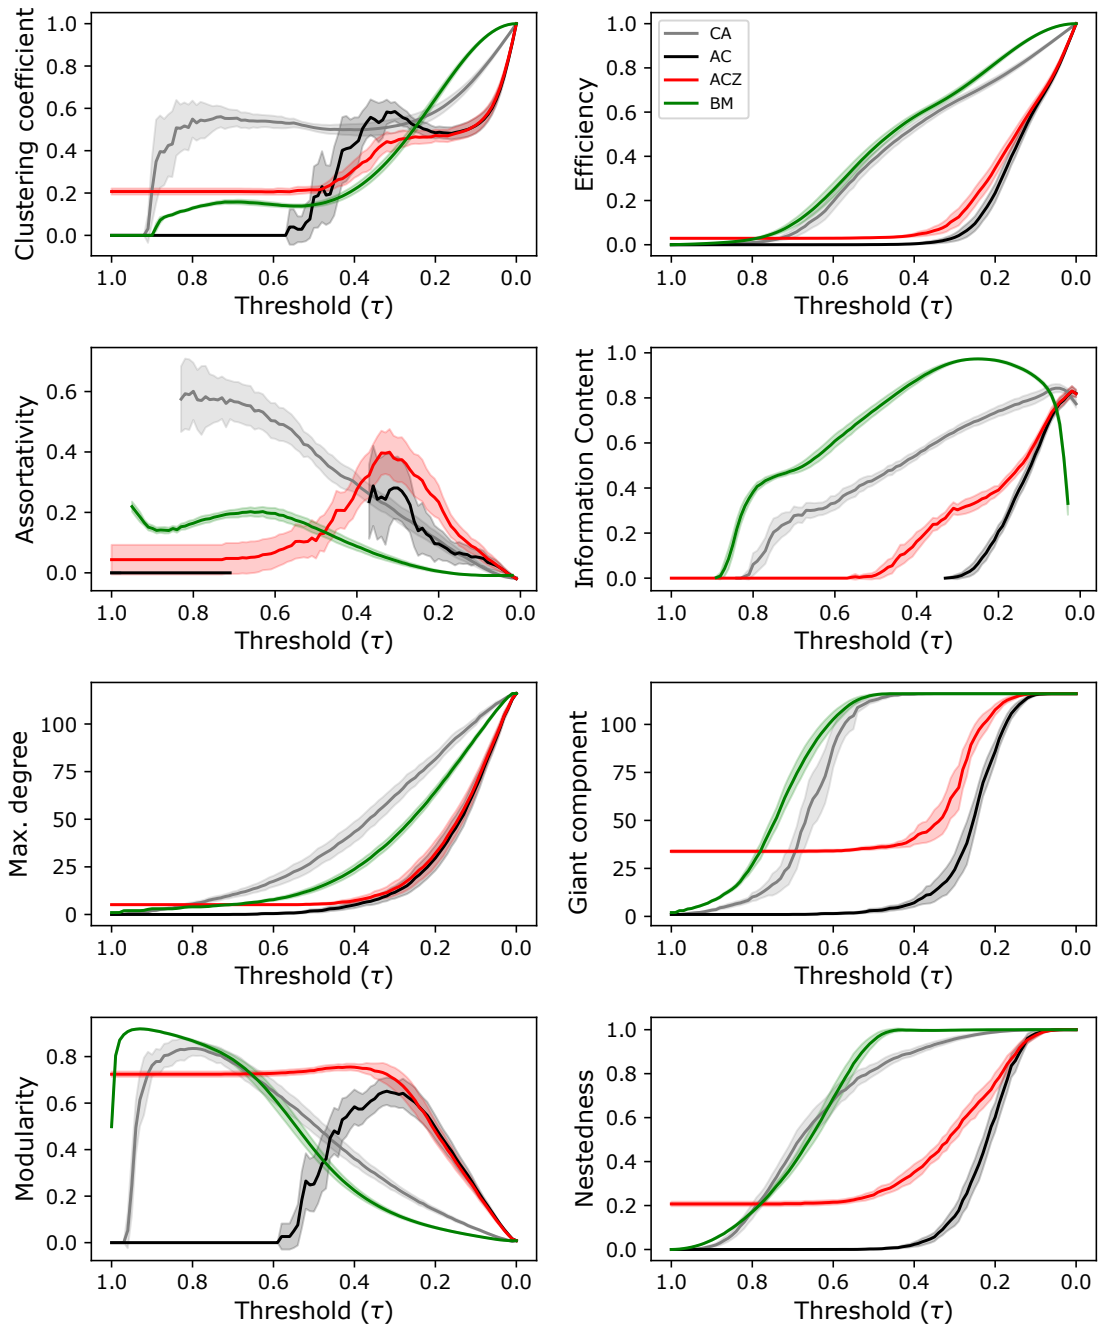 Clustering coefficient
1.0
0.8
0.6
0.4
0.2
0.0
1.0 0.8 0.6 0.4 0.2 0.0
Threshold (τ)
Efficiency
1.0
0.8
0.6
0.4
0.2
0.0
CA
AC
ACZ
BM
1.0 0.8 0.6 0.4 0.2 0.0
Threshold (τ)
Assortativity
0.6
0.4
0.2
0.0
1.0 0.8 0.6 0.4 0.2 0.0
Threshold (τ)
Information Content
1.0
0.8
0.6
0.4
0.2
0.0
1.0 0.8 0.6 0.4 0.2 0.0
Threshold (τ)
Max. degree
100
75
50
25
0
1.0 0.8 0.6 0.4 0.2 0.0
Threshold (τ)
Giant component
100
75
50
25
0
1.0 0.8 0.6 0.4 0.2 0.0
Threshold (τ)
Modularity
0.8
0.6
0.4
0.2
0.0
1.0 0.8 0.6 0.4 0.2 0.0
Threshold (τ)
Nestedness
1.0
0.8
0.6
0.4
0.2
0.0
1.0 0.8 0.6 0.4 0.2 0.0
Threshold (τ)